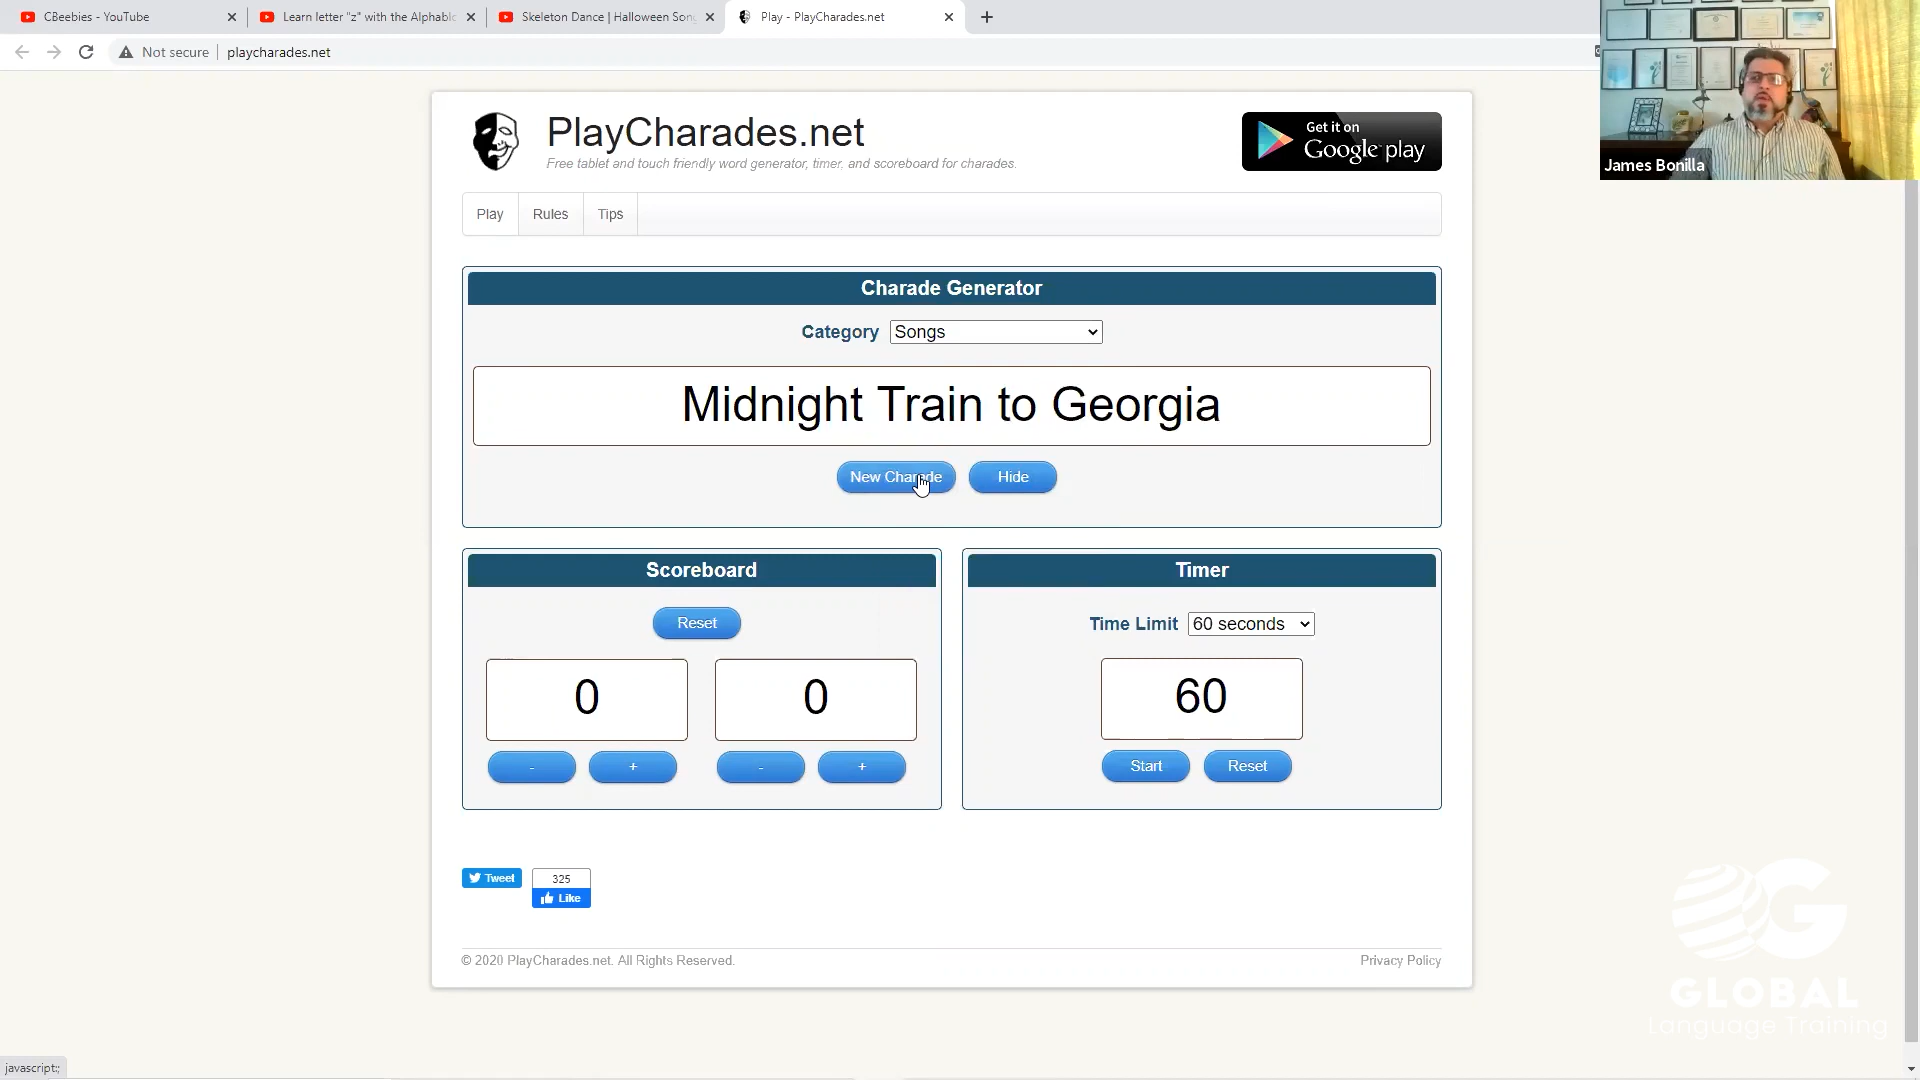 CBeebies - YouTube
Learn letter "z" with the Alphablo
Skeleton Dance | Halloween Song
Play - PlayCharades.net
Not secure
playcharades.net
James Bonilla
PlayCharades.net
Free tablet and touch friendly word generator, timer, and scoreboard for charades.
Get it on
Google play
Play
Rules
Tips
Charade Generator
Category
Songs
Midnight Train to Georgia
New Charade
Hide
Scoreboard
Timer
Reset
Time Limit
60 seconds
0
0
60
-
+
-
+
Start
Reset
Tweet
325
Like
© 2020 PlayCharades.net. All Rights Reserved.
Privacy Policy
G
GLOBAL
Language Training
javascript:;